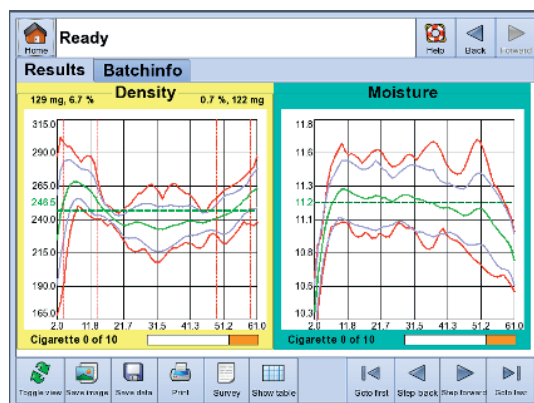 Ready
Home
Help
Back
Forward
Results
Batchinfo
Density
129 mg, 6.7 %
0.7 %, 122 mg
315.0
290.0
265.0
246.5
240.0
215.0
190.0
165.0
2.0 11.8 21.7 31.5 41.3 51.2 61.0
Cigarette 0 of 10
Moisture
11.8
11.6
11.3
11.2
11.1
10.8
10.6
10.3
2.0 11.8 21.7 31.5 41.3 51.2 61.0
Cigarette 0 of 10
Toggle view
Save image
Save data
Print
Survey
Show table
Goto first
Step back
Step forward
Goto last